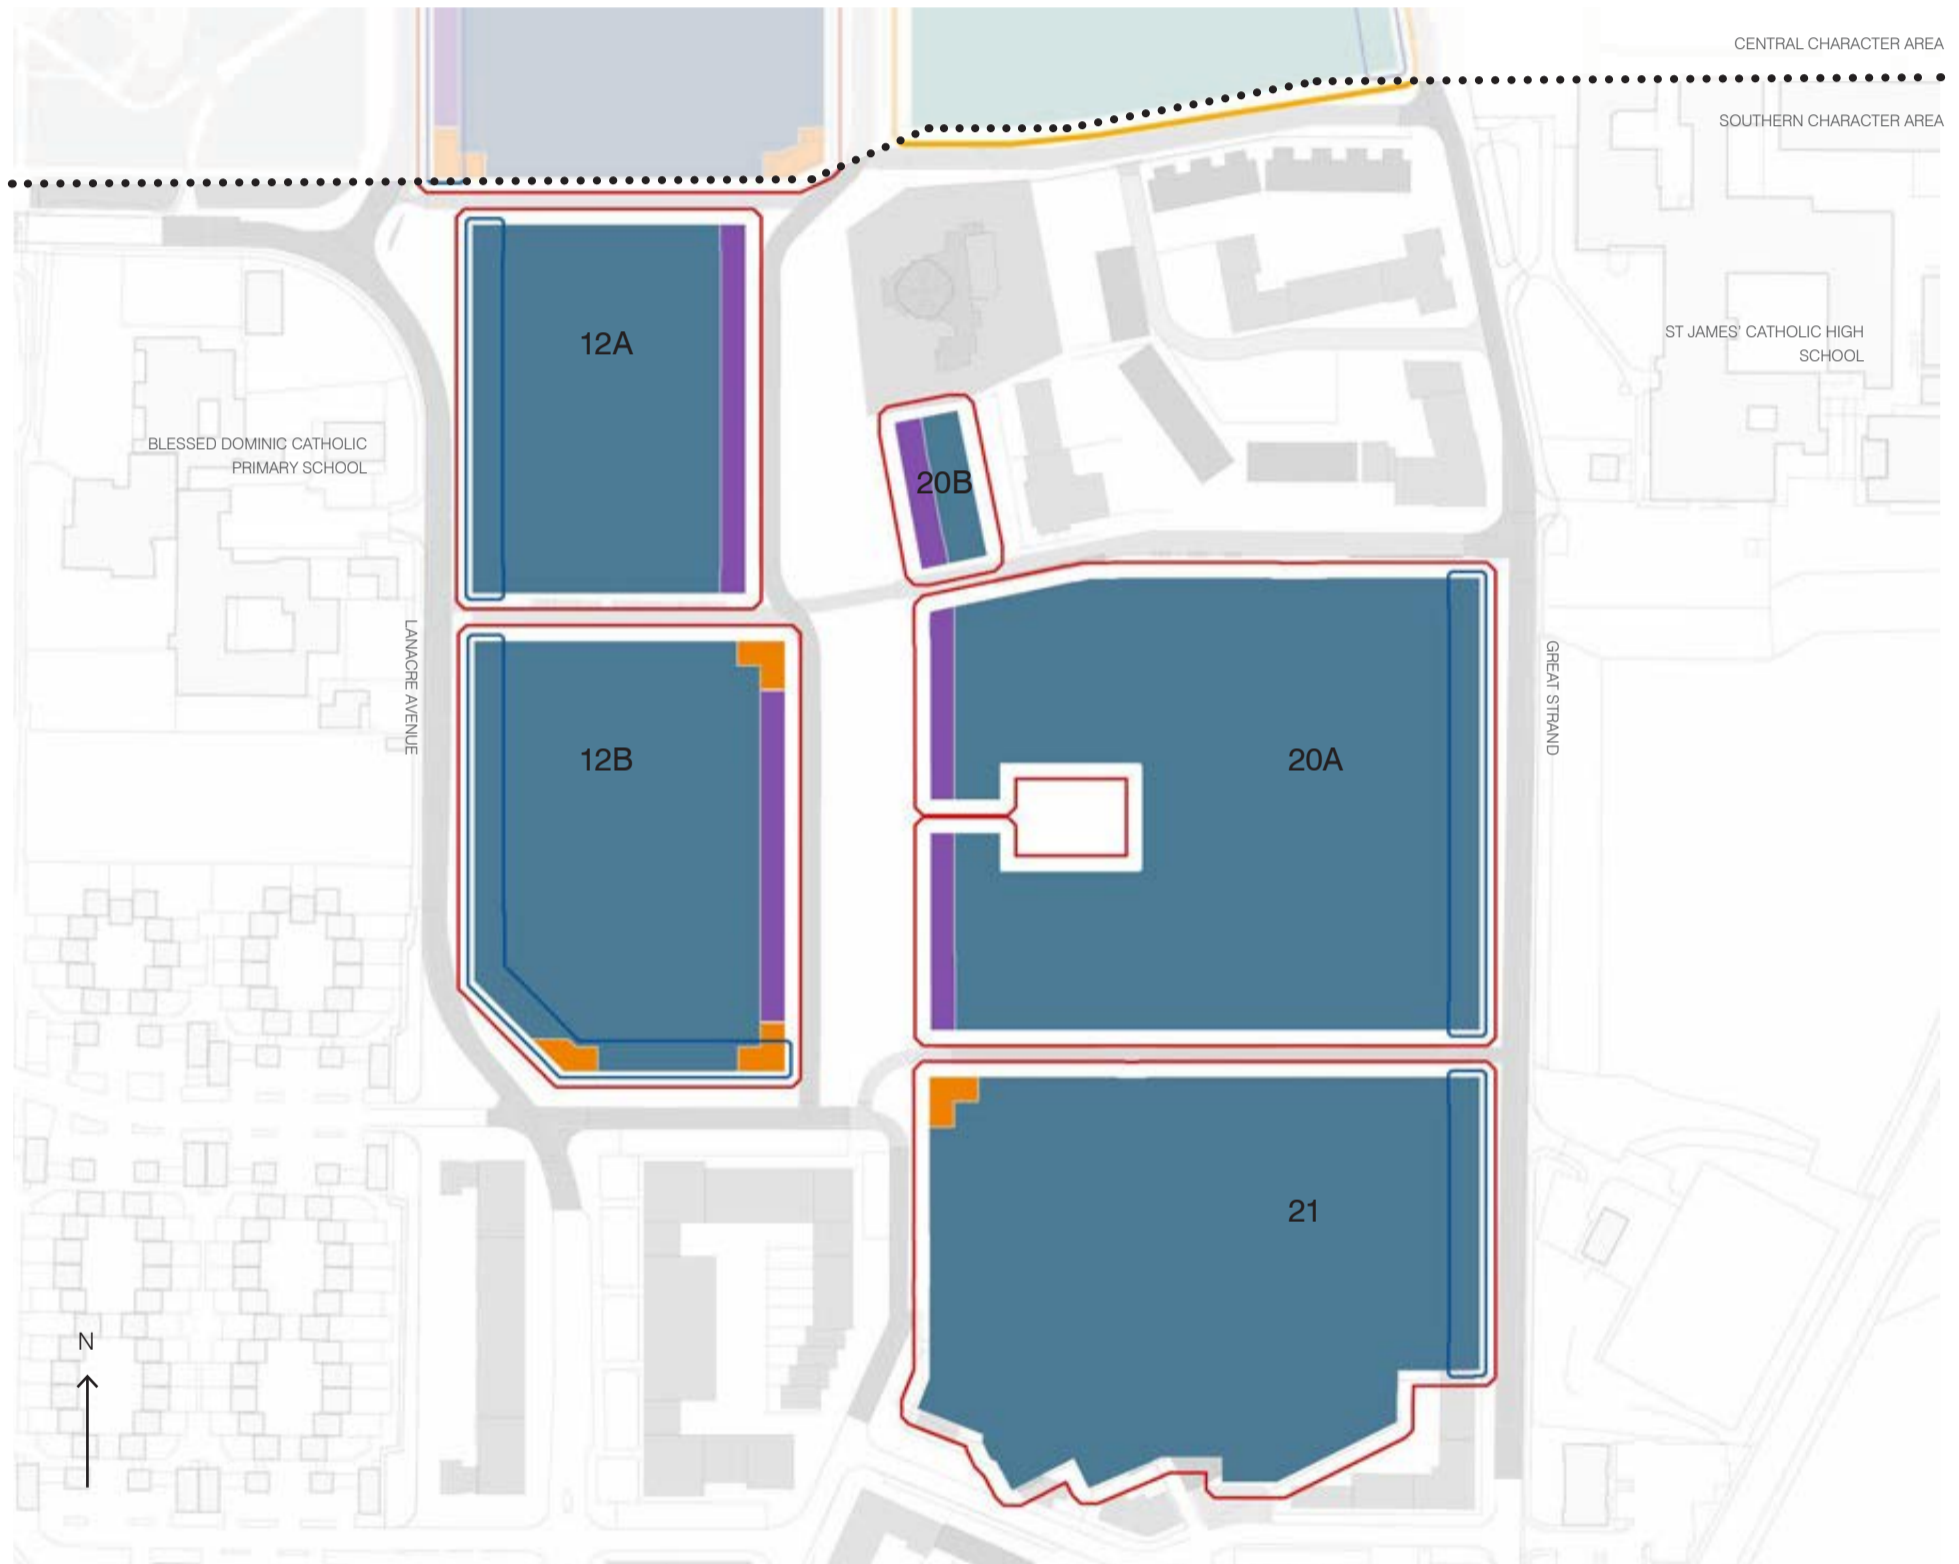 CENTRAL CHARACTER AREA
SOUTHERN CHARACTER AREA
12A
ST JAMES' CATHOLIC HIGH
SCHOOL
BLESSED DOMINIC CATHOLIC
PRIMARY SCHOOL
20B
LANACRE AVENUE
GREAT STRAND
12B
20A
21
N